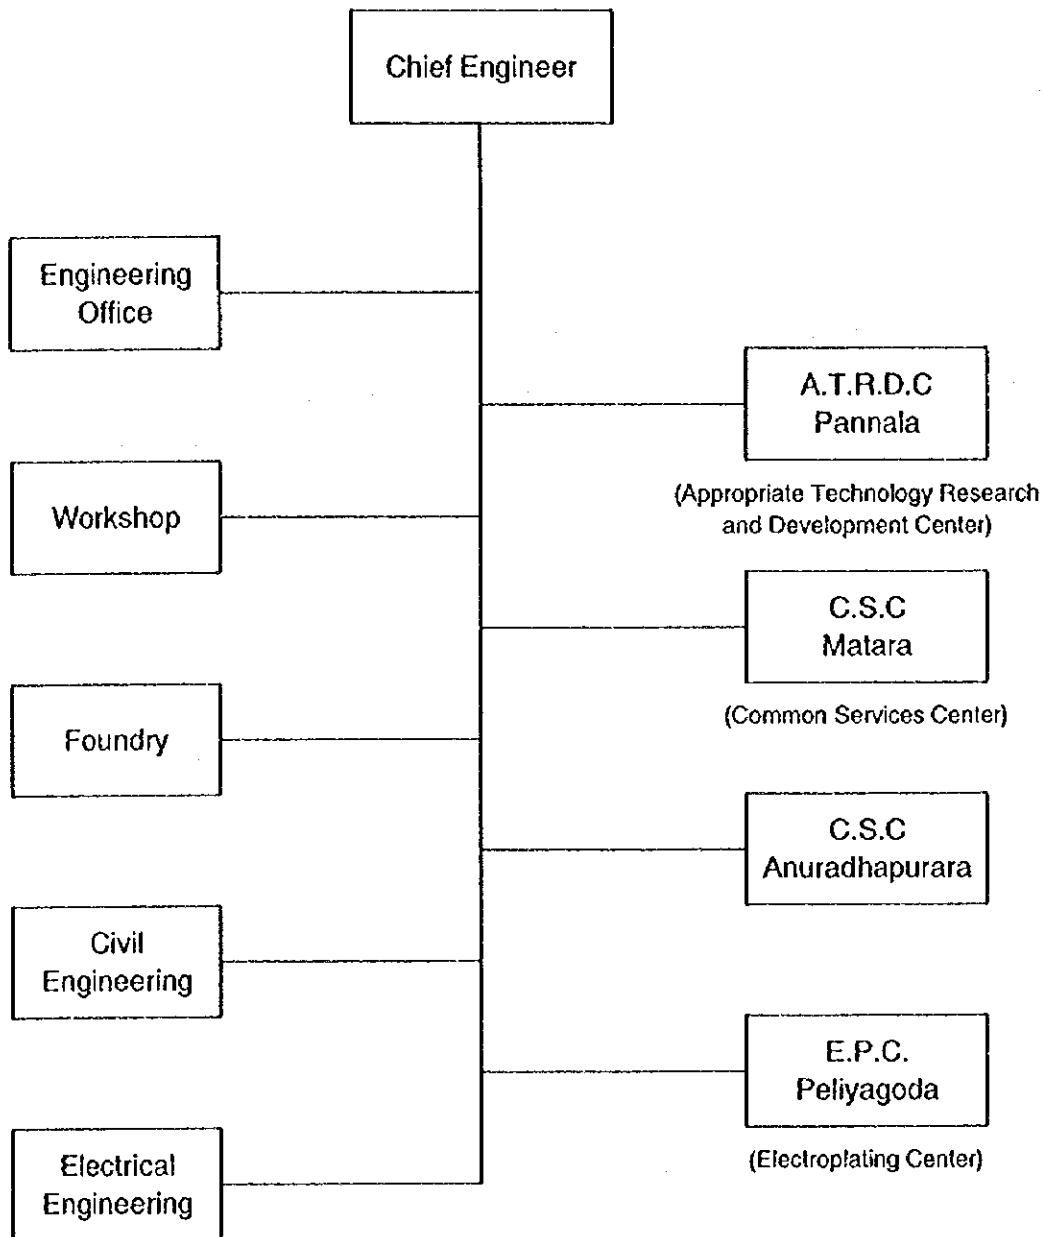 Chief Engineer
Engineering
Office
A.T.R.D.C
Pannala
(Appropriate Technology Research
and Development Center)
Workshop
C.S.C
Matara
(Common Services Center)
Foundry
C.S.C
Anuradhapurara
Civil
Engineering
E.P.C.
Peliyagoda
(Electroplating Center)
Electrical
Engineering